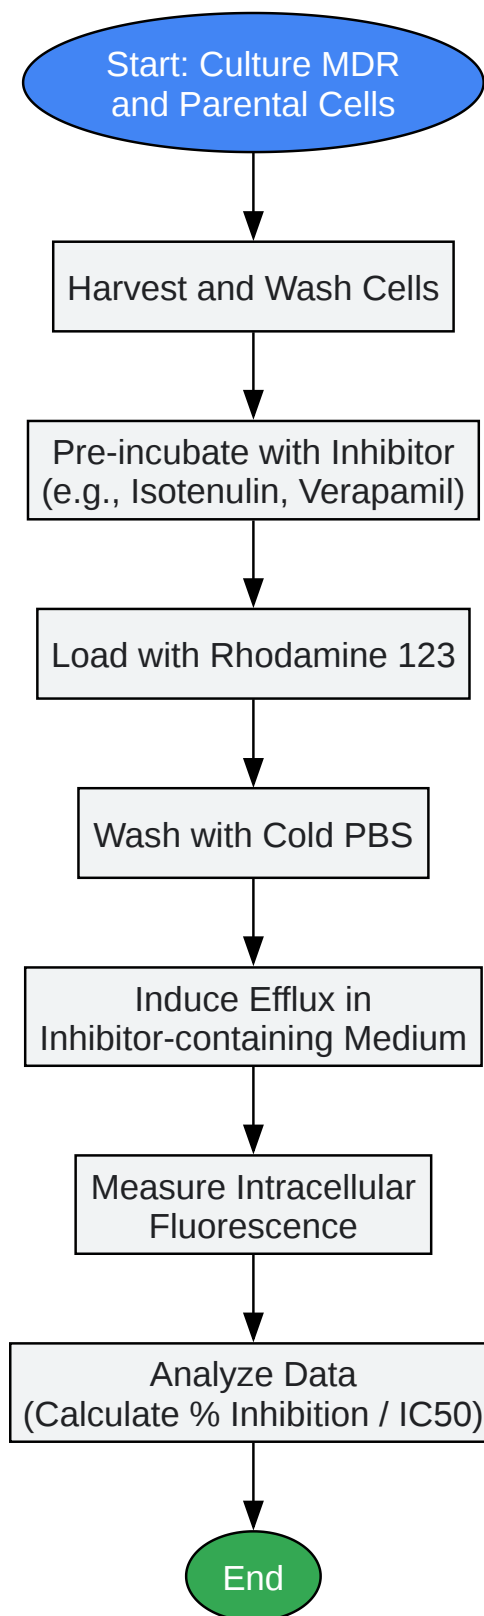 Start: Culture MDR
and Parental Cells
Harvest and Wash Cells
Pre-incubate with Inhibitor
(e.g., Isotenulin, Verapamil)
Load with Rhodamine 123
Wash with Cold PBS
Induce Efflux in
Inhibitor-containing Medium
Measure Intracellular
Fluorescence
Analyze Data
(Calculate % Inhibition / IC50)
End